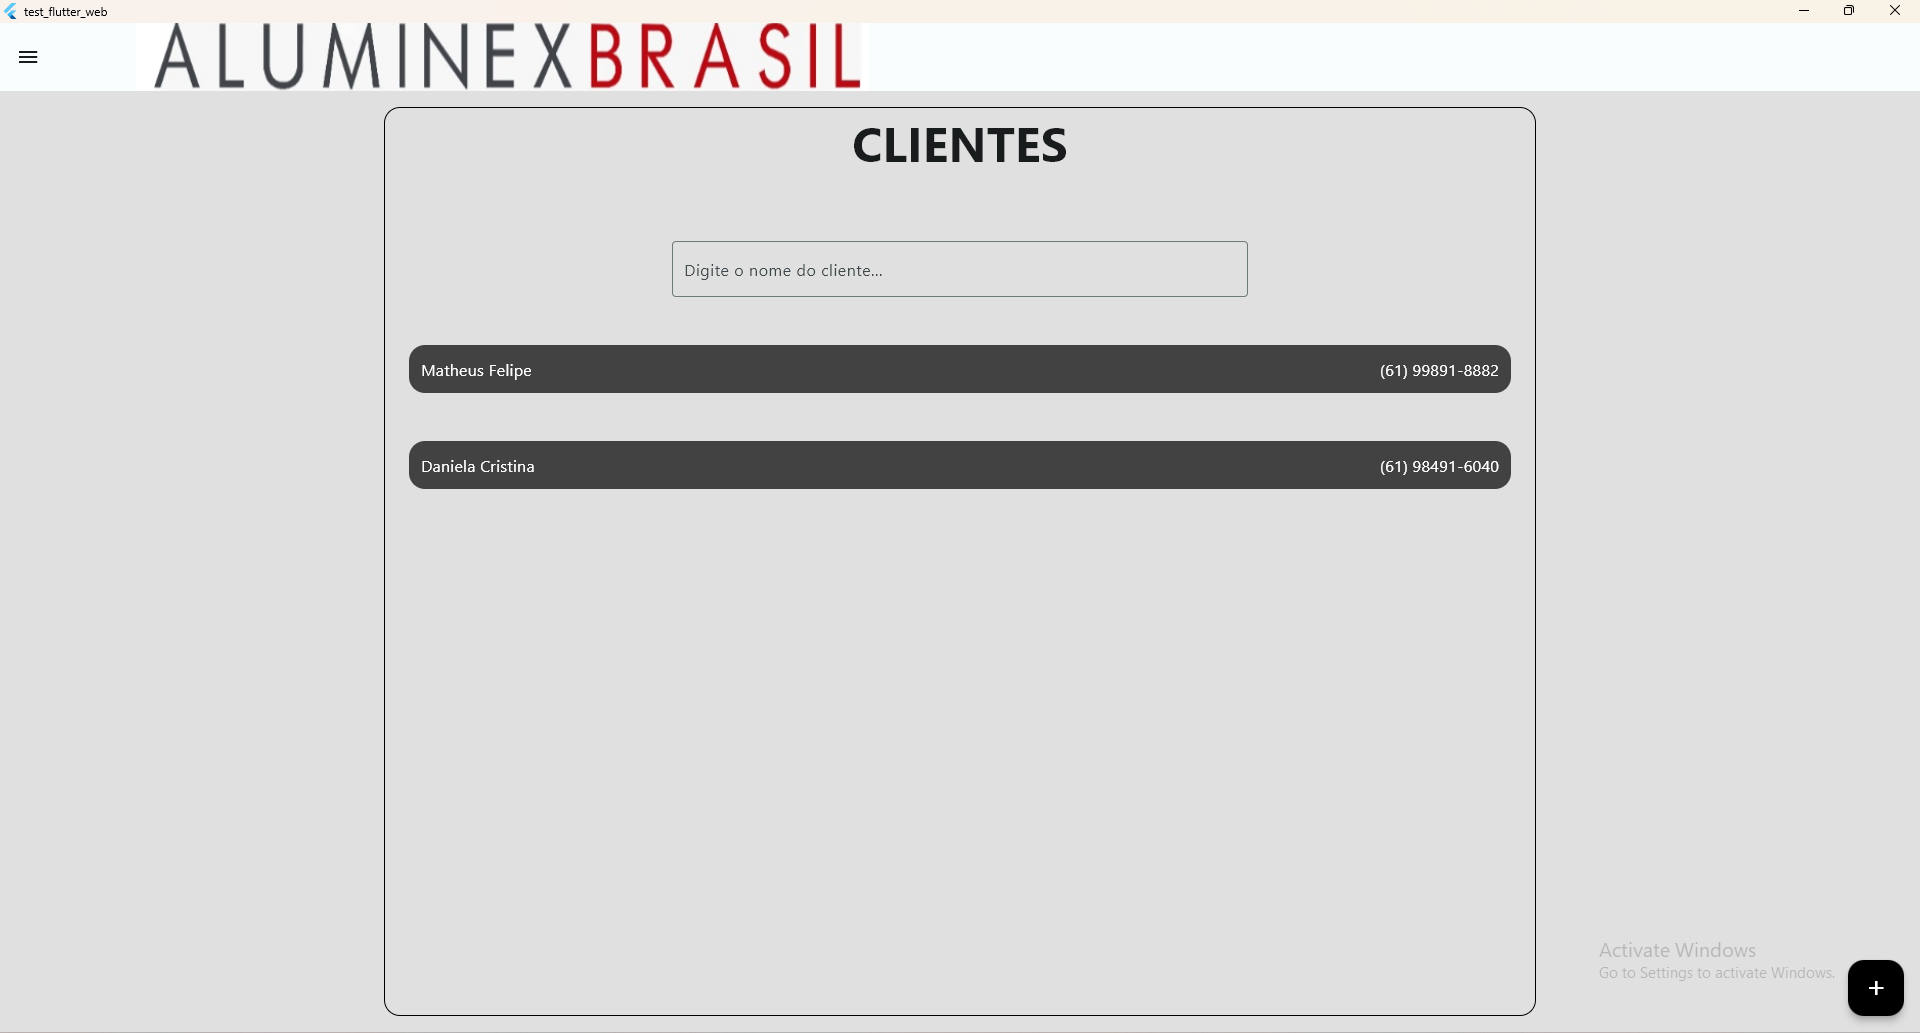 test_flutter_web
ALUMINEXBRASIL
CLIENTES
Digite o nome do cliente...
Matheus Felipe (61) 99891-8882
Daniela Cristina (61) 98491-6040
Activate Windows
Go to Settings to activate Windows.
+